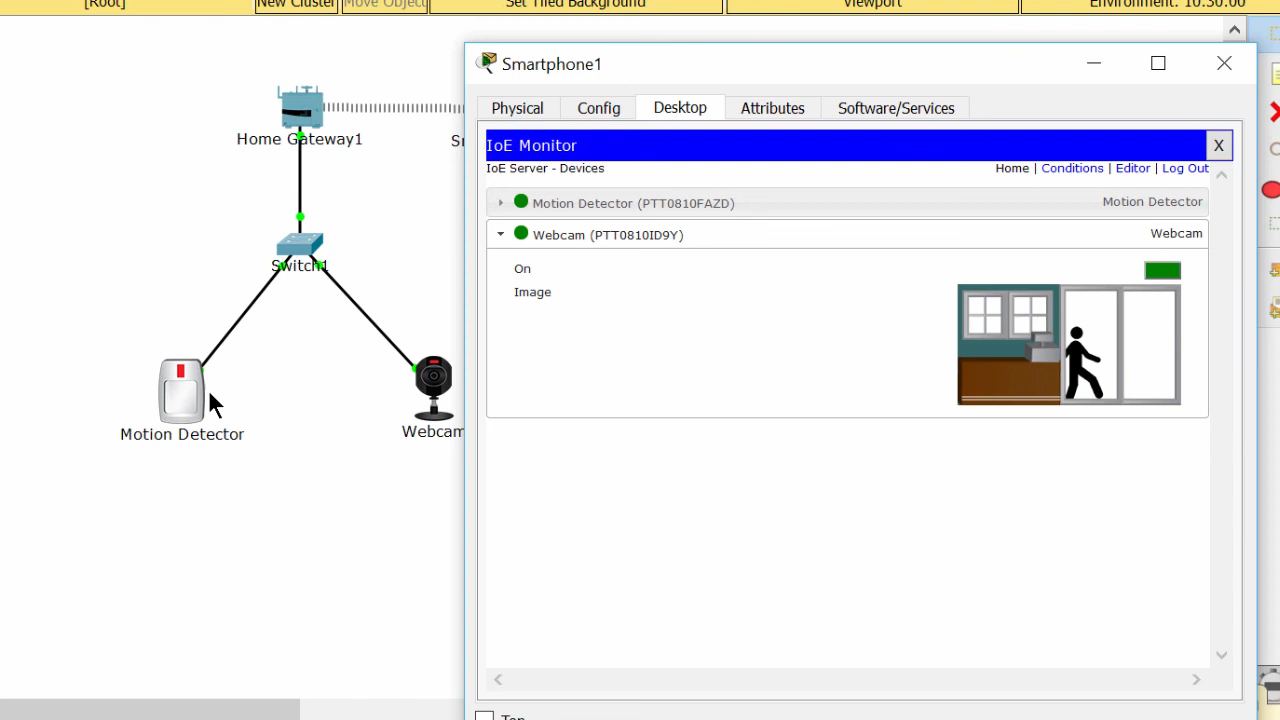 [Root]
New Cluster
Move Object
Set Tiled Background
Viewport
Environment: 10:30:00
Smartphone1
Physical
Config
Desktop
Attributes
Software/Services
IoE Monitor
X
IoE Server - Devices
Home | Conditions | Editor | Log Out
Motion Detector (PTT0810FAZD)
Motion Detector
Webcam (PTT0810ID9Y)
Webcam
On
Image
Home Gateway1
Switch1
Motion Detector
Webcam
Top